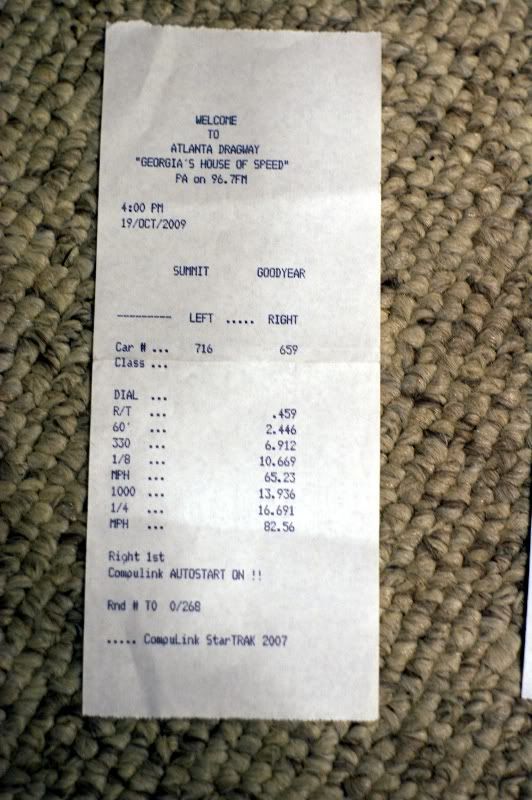 WELCOME
TO
ATLANTA DRAGWAY
"GEORGIA'S HOUSE OF SPEED"
PA on 96.7FM
4:00 PM
19/OCT/2009
SUMMIT GOODYEAR
--------- LEFT ..... RIGHT
Car # ... 716 659
Class ...
DIAL ...
R/T ... .459
60' ... 2.446
330 ... 6.912
1/8 ... 10.669
MPH ... 65.23
1000 ... 13.936
1/4 ... 16.691
MPH ... 82.56
Right 1st
Compulink AUTOSTART ON !!
Rnd # TO 0/268
..... CompuLink StarTRAK 2007